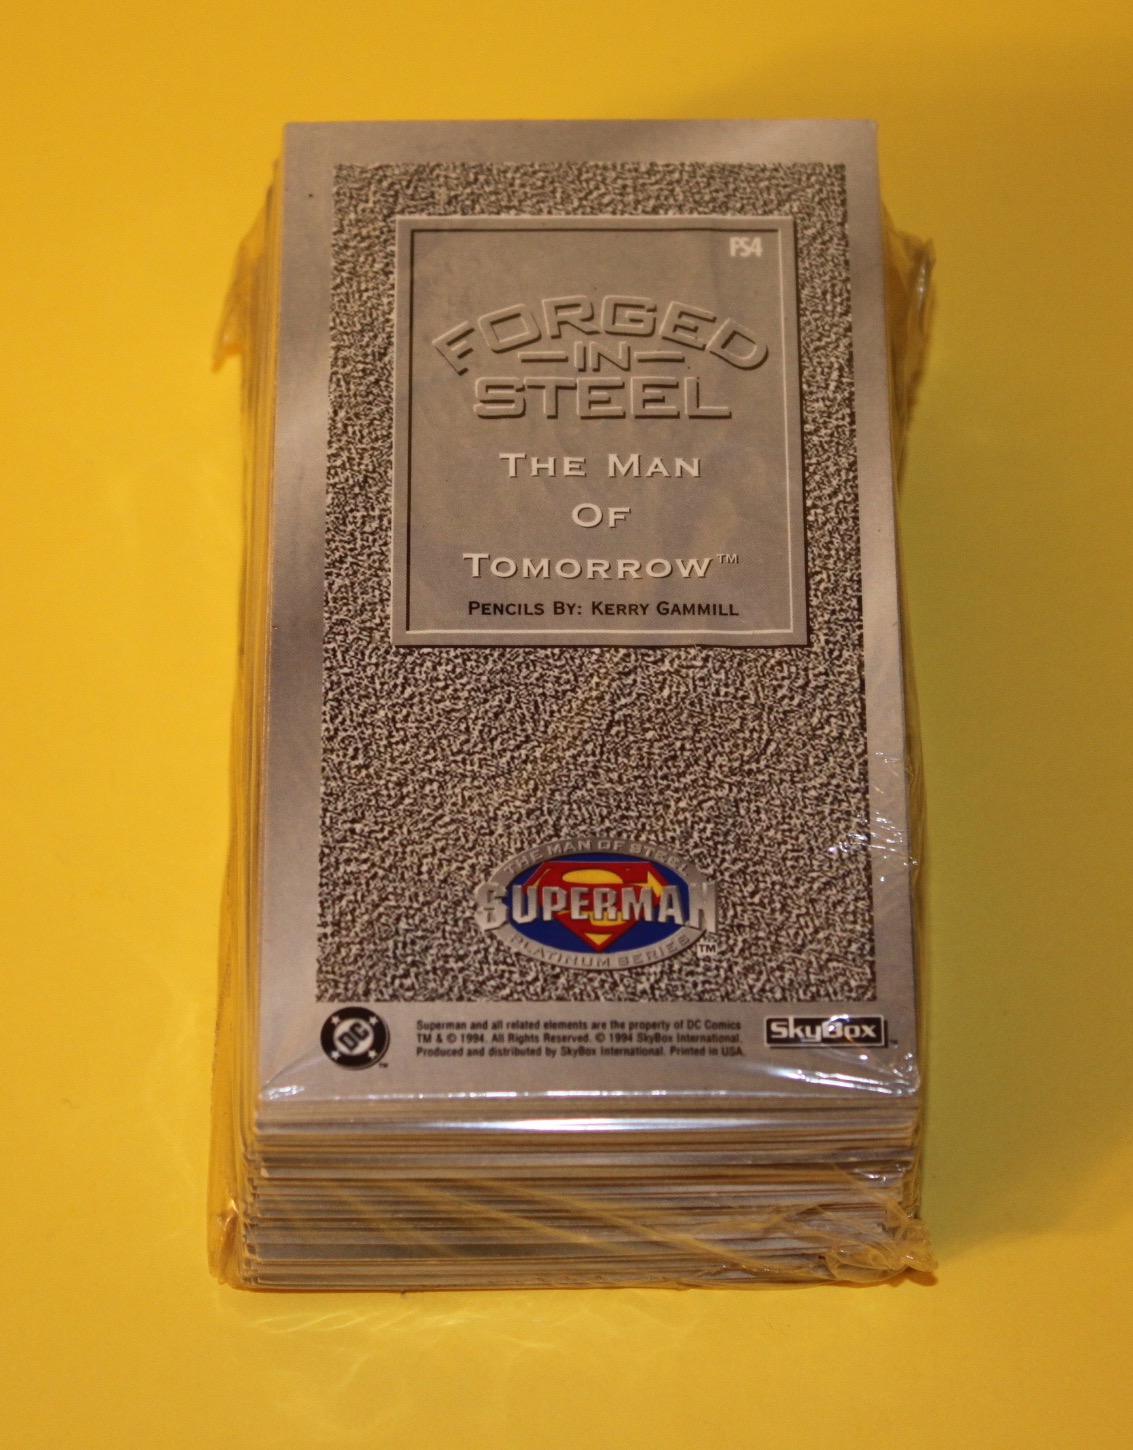 FS4
FORGED
IN
STEEL
THE MAN
OF
TOMORROW™
PENCILS BY: KERRY GAMMILL
THE MAN OF STEEL
SUPERMAN
PLATINUM SERIES
TM
DC
TM
Superman and all related elements are the property of DC Comics
TM & © 1994. All Rights Reserved. © 1994 SkyBox International.
Produced and distributed by SkyBox International. Printed in USA.
SkyBox
TM